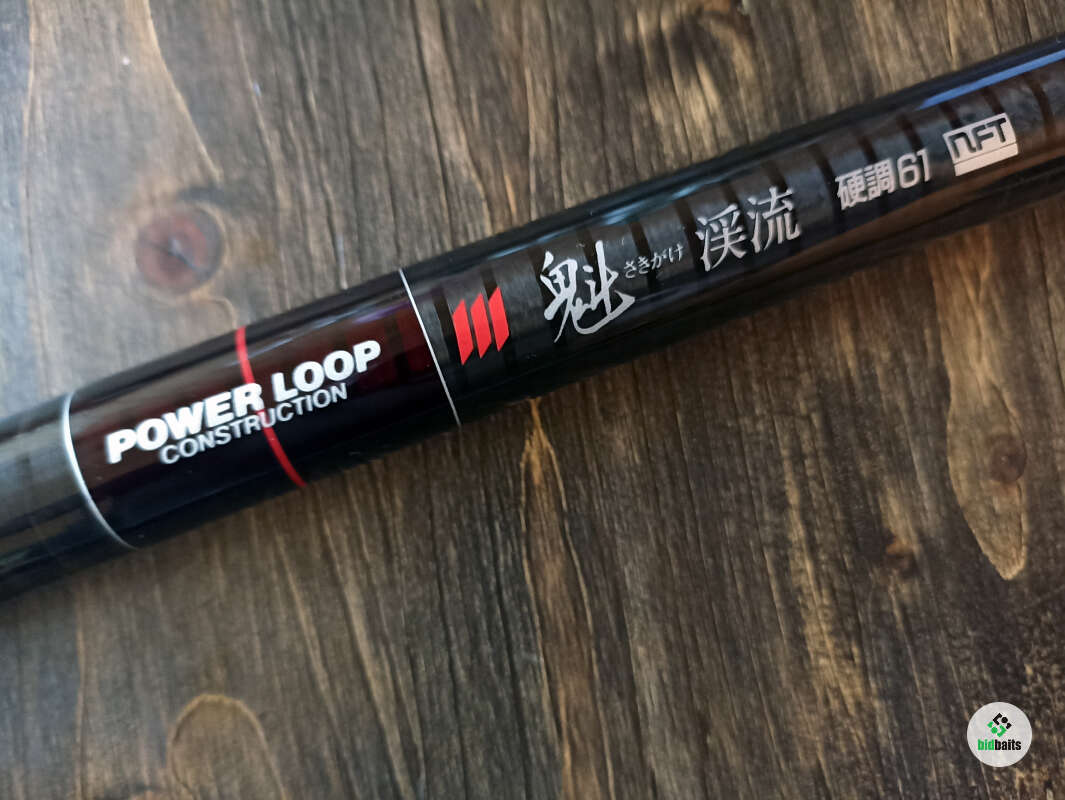 POWER LOOP
CONSTRUCTION
魁 さきがけ 渓流 硬調61 NFT
bidbaits